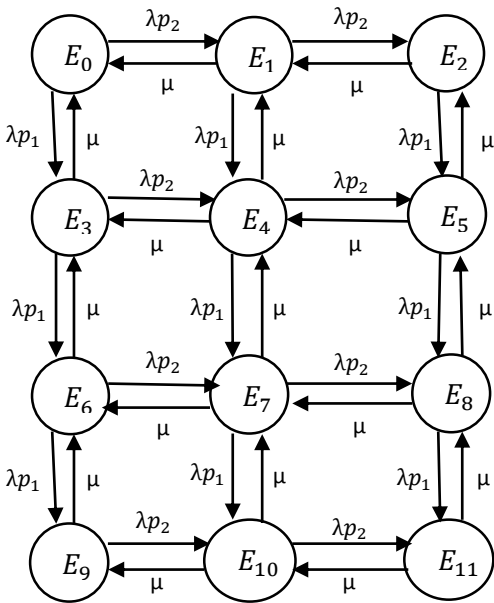 λp₂ λp₂
E₀ E₁ E₂
μ μ
λp₁ μ λp₁ μ λp₁ μ
λp₂ λp₂
E₃ E₄ E₅
μ μ
λp₁ μ λp₁ μ λp₁ μ
λp₂ λp₂
E₆ E₇ E₈
μ μ
λp₁ μ λp₁ μ λp₁ μ
λp₂ λp₂
E₉ E₁₀ E₁₁
μ μ